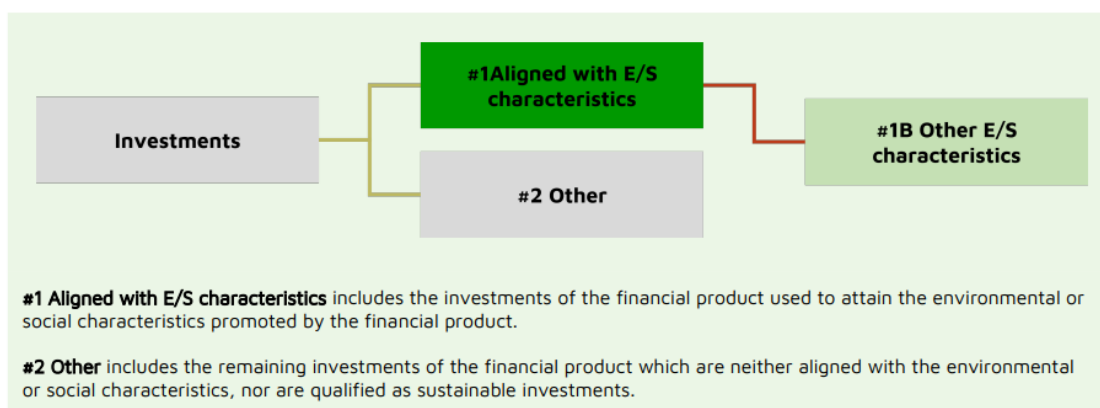 #1Aligned with E/S
characteristics
Investments
#1B Other E/S
characteristics
#2 Other
#1 Aligned with E/S characteristics includes the investments of the financial product used to attain the environmental or
social characteristics promoted by the financial product.
#2 Other includes the remaining investments of the financial product which are neither aligned with the environmental
or social characteristics, nor are qualified as sustainable investments.